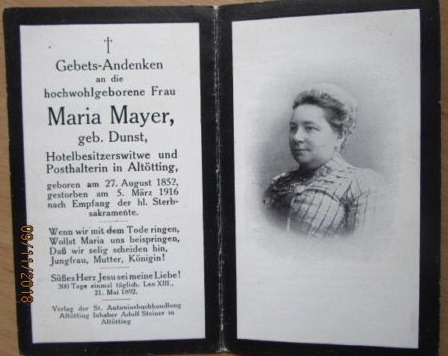 †
Gebets-Andenken
an die
hochwohlgeborene Frau
Maria Mayer,
geb. Dunst,
Hotelbesitzerswitwe und
Posthalterin in Altötting,
geboren am 27. August 1852,
gestorben am 5. März 1916
nach Empfang der hl. Sterb-
sakramente.
Wenn wir mit dem Tode ringen,
Wollst Maria uns beispringen,
Daß wir selig scheiden hin,
Jungfrau, Mutter, Königin!
Süßes Herz Jesu sei meine Liebe!
300 Tage einmal täglich. Leo XIII.,
21. Mai 1892.
Verlag der St. Antoniusbuchhandlung
Altötting Inhaber Adolf Steiner in
Altötting
09/11/2018